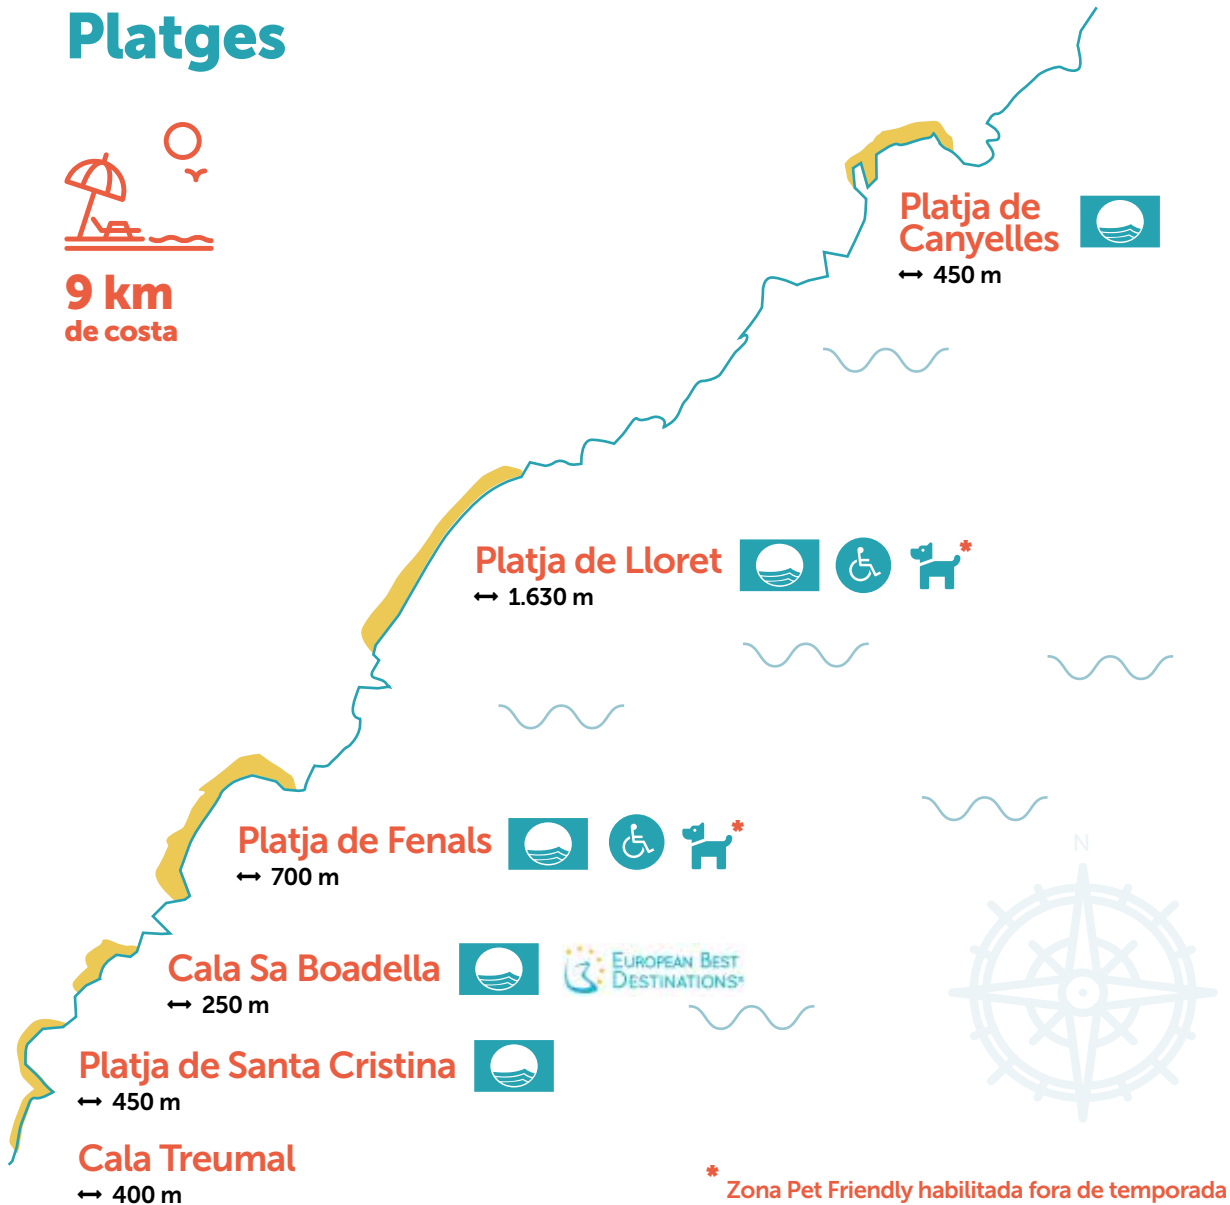 Platges
9 km
de costa
Platja de
Canyelles
450 m
Platja de Lloret
1.630 m
*
Platja de Fenals
700 m
*
Cala Sa Boadella
250 m
EUROPEAN BEST
DESTINATIONS®
N
Platja de Santa Cristina
450 m
Cala Treumal
400 m
* Zona Pet Friendly habilitada fora de temporada